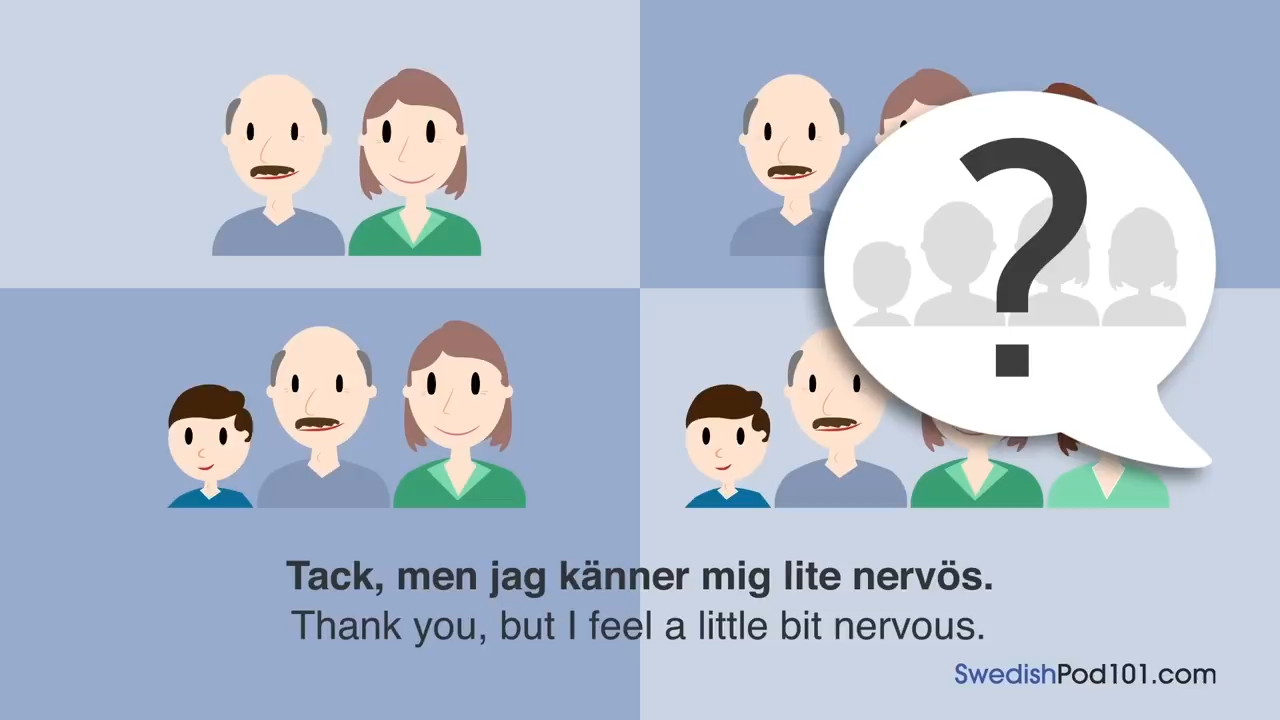 ?
Tack, men jag känner mig lite nervös.
Thank you, but I feel a little bit nervous.
SwedishPod101.com